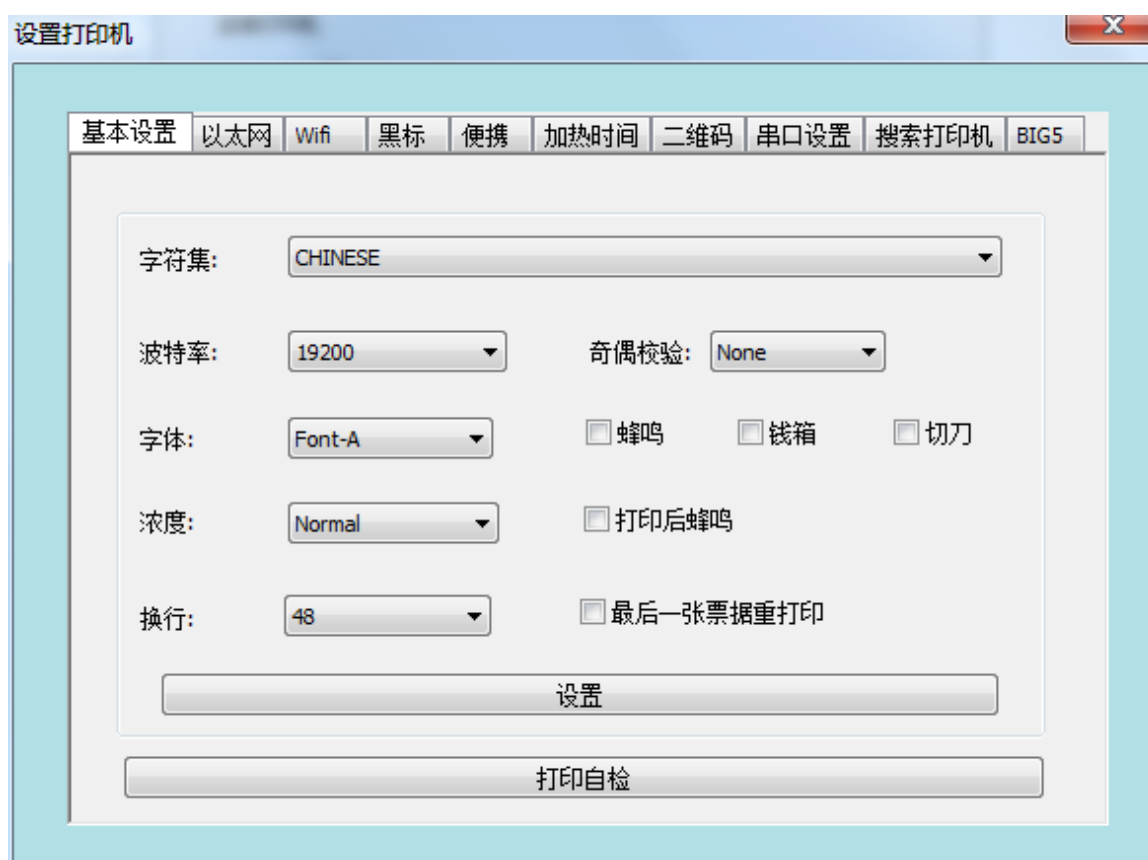 设置打印机
基本设置 以太网 Wifi 黑标 便携 加热时间 二维码 串口设置 搜索打印机 BIG5
字符集: CHINESE
波特率: 19200 奇偶校验: None
字体: Font-A 蜂鸣 钱箱 切刀
浓度: Normal 打印后蜂鸣
换行: 48 最后一张票据重打印
设置
打印自检